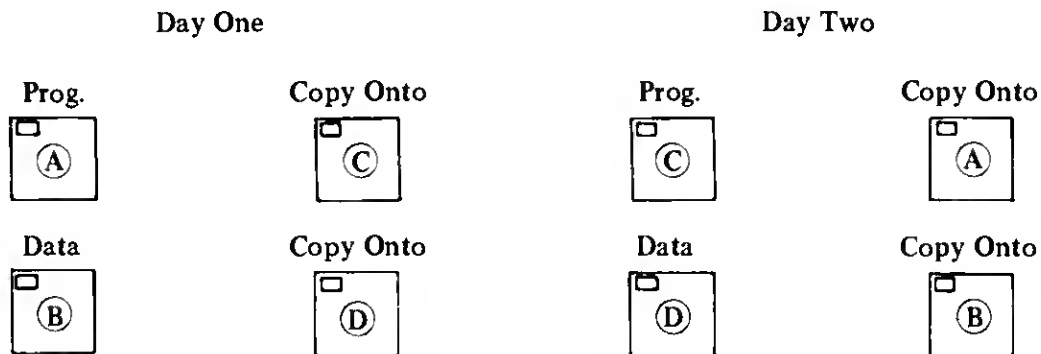 Day One Day Two
Prog. Copy Onto Prog. Copy Onto
A C C A
Data Copy Onto Data Copy Onto
B D D B